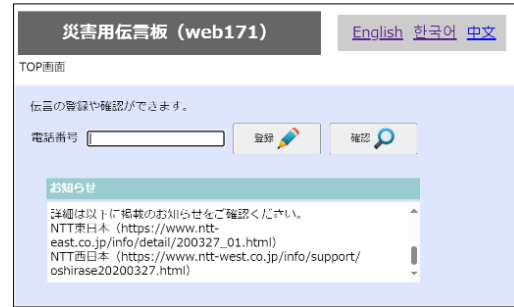 災害用伝言板（web171）
English 한국어 中文
TOP画面
伝言の登録や確認ができます。
電話番号 登録 確認
お知らせ
詳細は以下に掲載のお知らせをご確認ください。
NTT東日本（https://www.ntt-
east.co.jp/info/detail/200327_01.html）
NTT西日本（https://www.ntt-west.co.jp/info/support/
oshirase20200327.html）